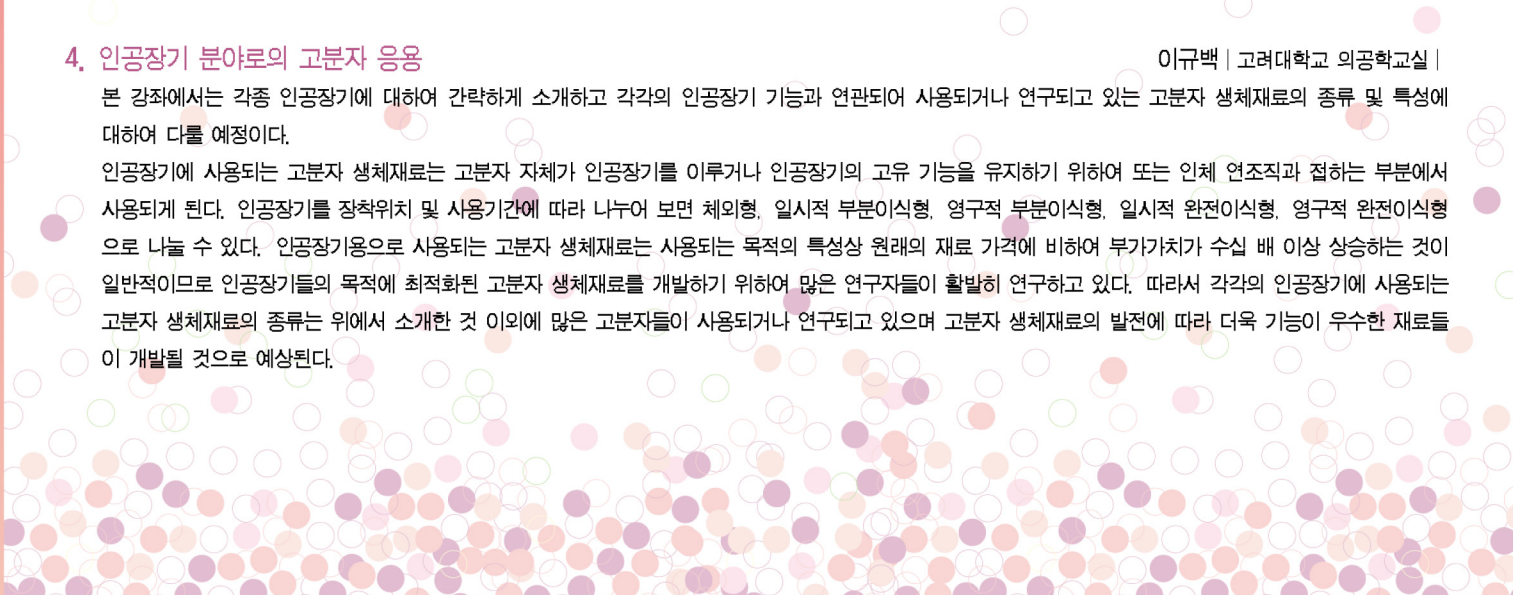 4. 인공장기 분야로의 고분자 응용
이규백 | 고려대학교 의공학교실 |
본 강좌에서는 각종 인공장기에 대하여 간략하게 소개하고 각각의 인공장기 기능과 연관되어 사용되거나 연구되고 있는 고분자 생체재료의 종류 및 특성에
대하여 다룰 예정이다.
인공장기에 사용되는 고분자 생체재료는 고분자 자체가 인공장기를 이루거나 인공장기의 고유 기능을 유지하기 위하여 또는 인체 연조직과 접하는 부분에서
사용되게 된다. 인공장기를 장착위치 및 사용기간에 따라 나누어 보면 체외형, 일시적 부분이식형, 영구적 부분이식형, 일시적 완전이식형, 영구적 완전이식형
으로 나눌 수 있다. 인공장기용으로 사용되는 고분자 생체재료는 사용되는 목적의 특성상 원래의 재료 가격에 비하여 부가가치가 수십 배 이상 상승하는 것이
일반적이므로 인공장기들의 목적에 최적화된 고분자 생체재료를 개발하기 위하여 많은 연구자들이 활발히 연구하고 있다. 따라서 각각의 인공장기에 사용되는
고분자 생체재료의 종류는 위에서 소개한 것 이외에 많은 고분자들이 사용되거나 연구되고 있으며 고분자 생체재료의 발전에 따라 더욱 기능이 우수한 재료들
이 개발될 것으로 예상된다.